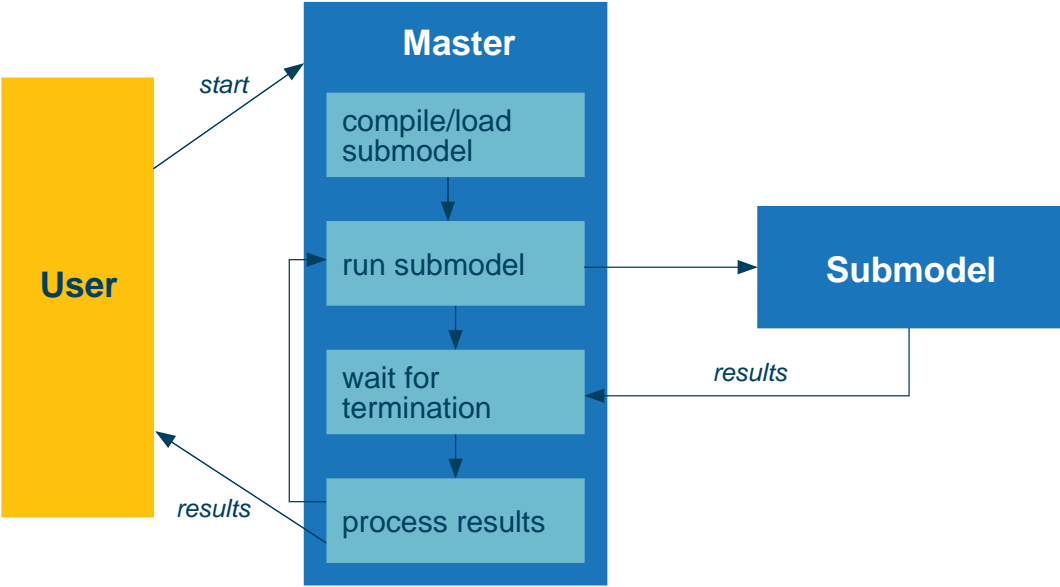 Master
start
compile/load
submodel
run submodel
Submodel
User
wait for
termination
results
results
process results